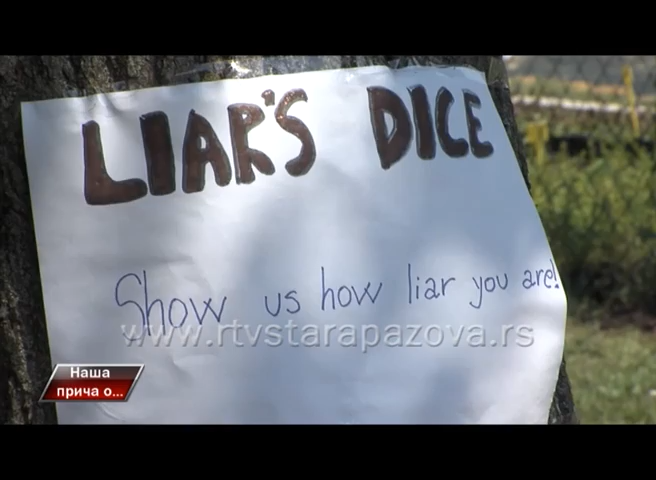 LIAR'S DICE
Show us how liar you are!
www.rtvstarapazova.rs
Наша
прича о...